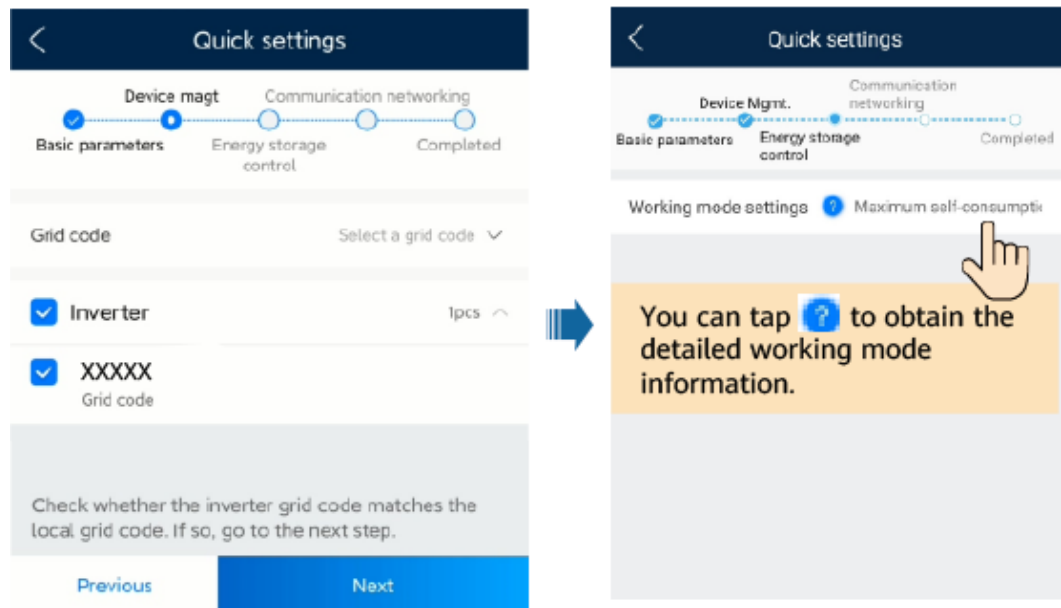 Quick settings
Device magt Communication networking
Basic parameters Energy storage control Completed
Grid code Select a grid code
Inverter 1pcs
XXXXX
Grid code
Check whether the inverter grid code matches the
local grid code. If so, go to the next step.
Previous Next
Quick settings
Communication
Device Mgmt. networking
Basic parameters Energy storage Completed
control
Working mode settings ? Maximum self-consumptic
You can tap ? to obtain the
detailed working mode
information.